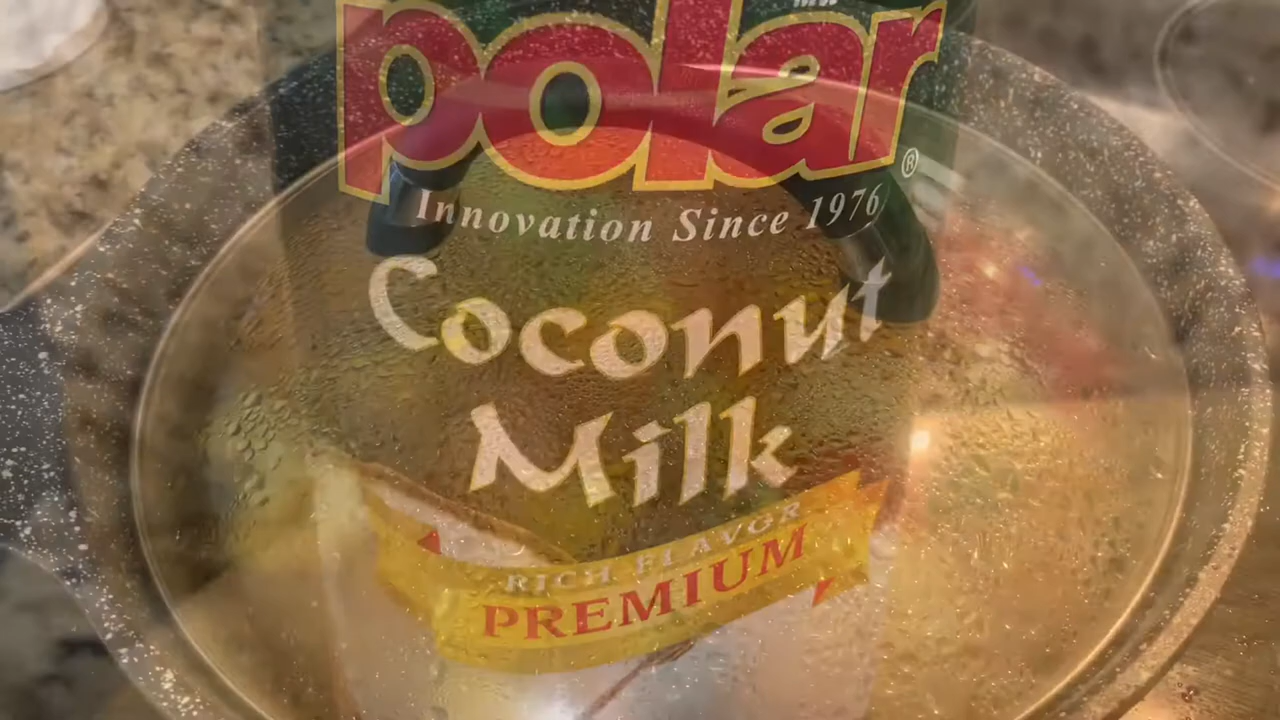 polar®
Innovation Since 1976
Coconut
Milk
RICH FLAVOR
PREMIUM